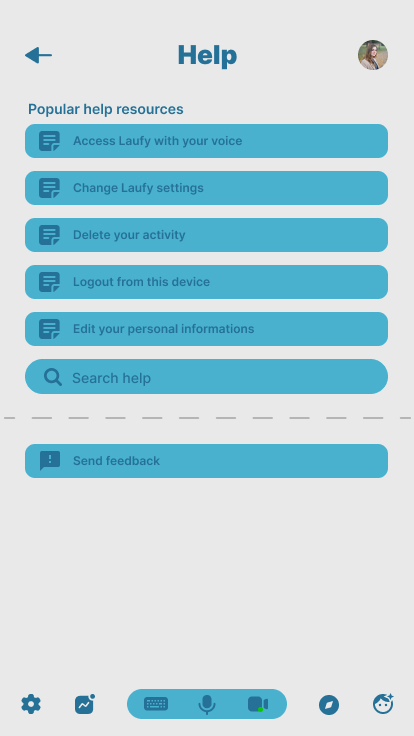 Help
Popular help resources
Access Laufy with your voice
Change Laufy settings
Delete your activity
Logout from this device
Edit your personal informations
Search help
Send feedback